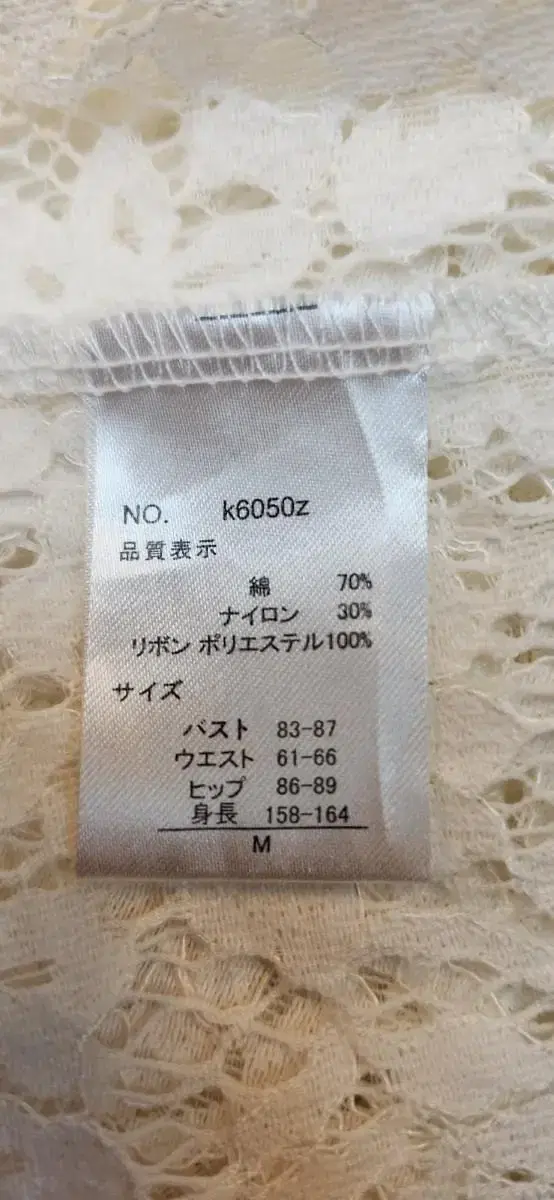 NO. k6050z
品質表示
綿 70%
ナイロン 30%
リボン ポリエステル100%
サイズ
バスト 83-87
ウエスト 61-66
ヒップ 86-89
身長 158-164
M